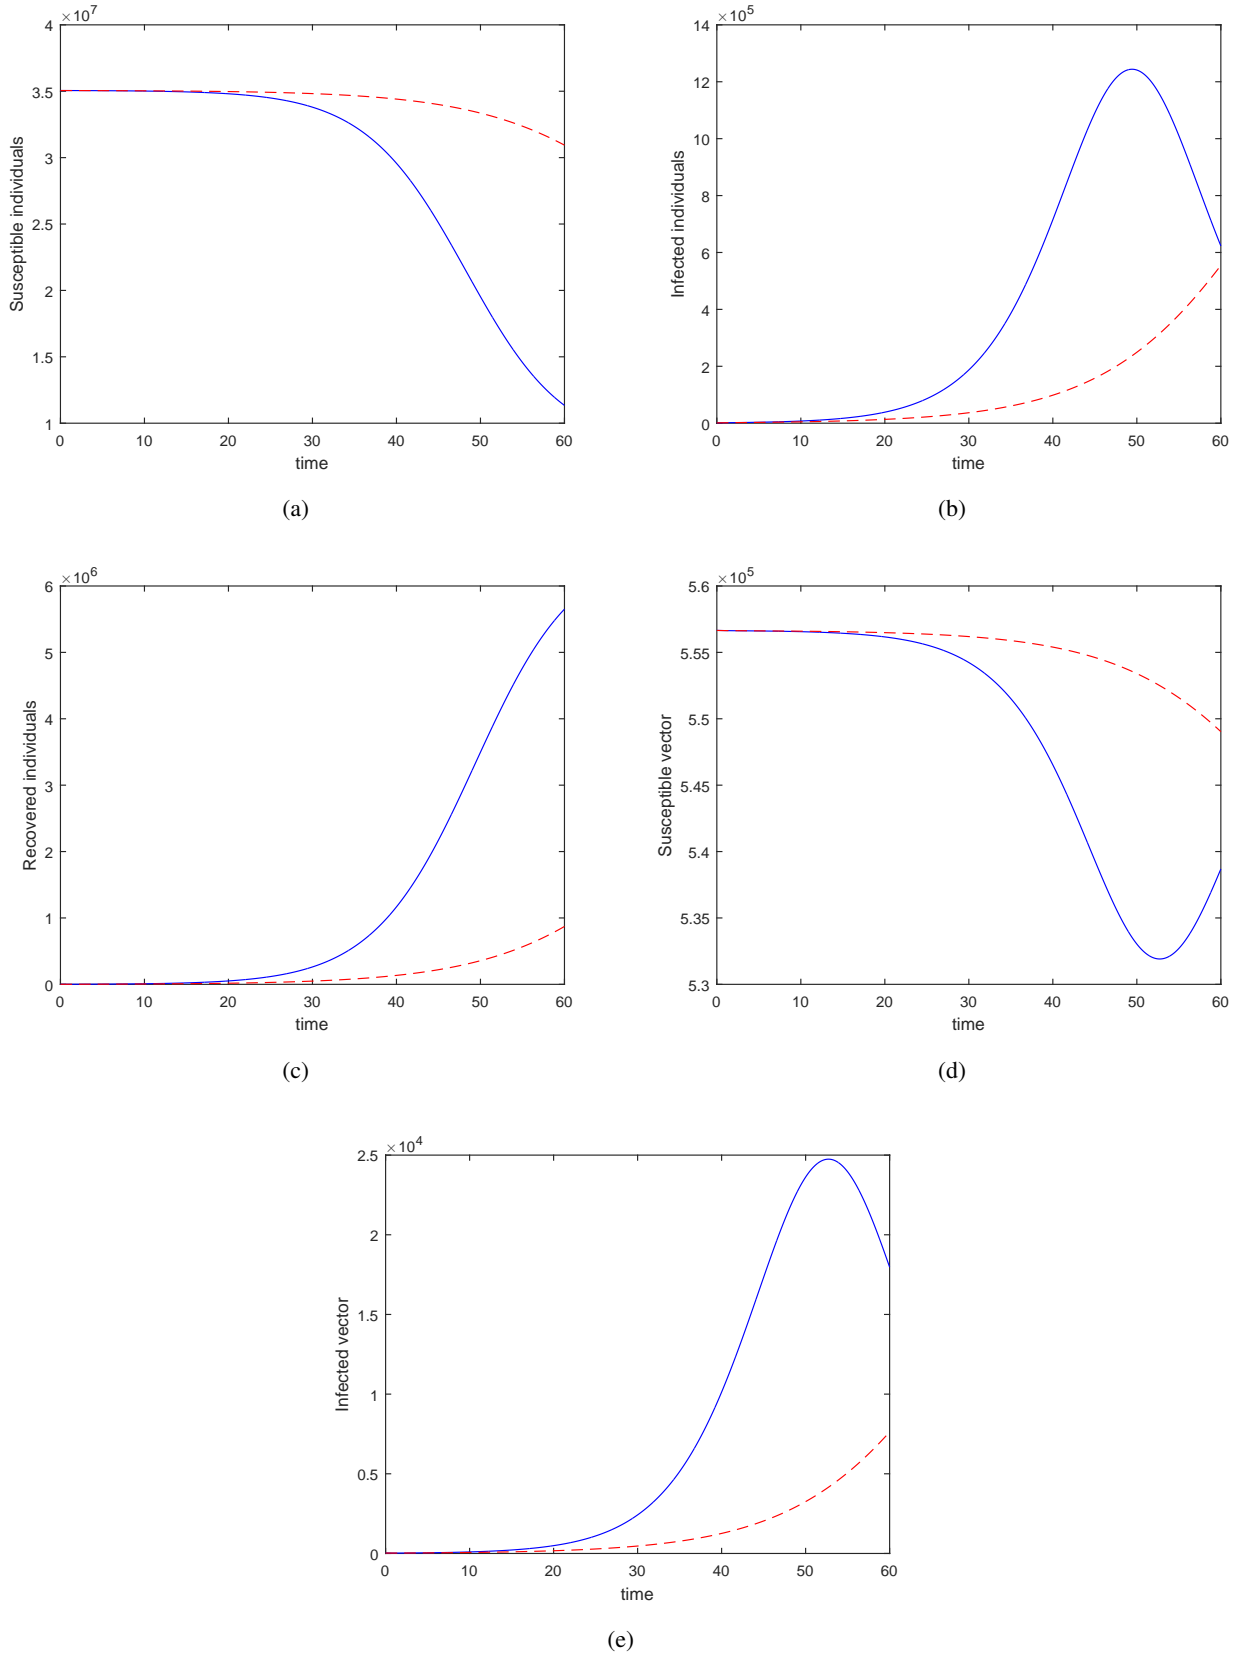 ×10^7
4
3.5
3
2.5
2
1.5
1
0 10 20 30 40 50 60
Susceptible individuals
time
(a)
×10^5
14
12
10
8
6
4
2
0
0 10 20 30 40 50 60
Infected individuals
time
(b)
×10^6
6
5
4
3
2
1
0
0 10 20 30 40 50 60
Recovered individuals
time
(c)
×10^5
5.6
5.55
5.5
5.45
5.4
5.35
5.3
0 10 20 30 40 50 60
Susceptible vector
time
(d)
×10^4
2.5
2
1.5
1
0.5
0
0 10 20 30 40 50 60
Infected vector
time
(e)